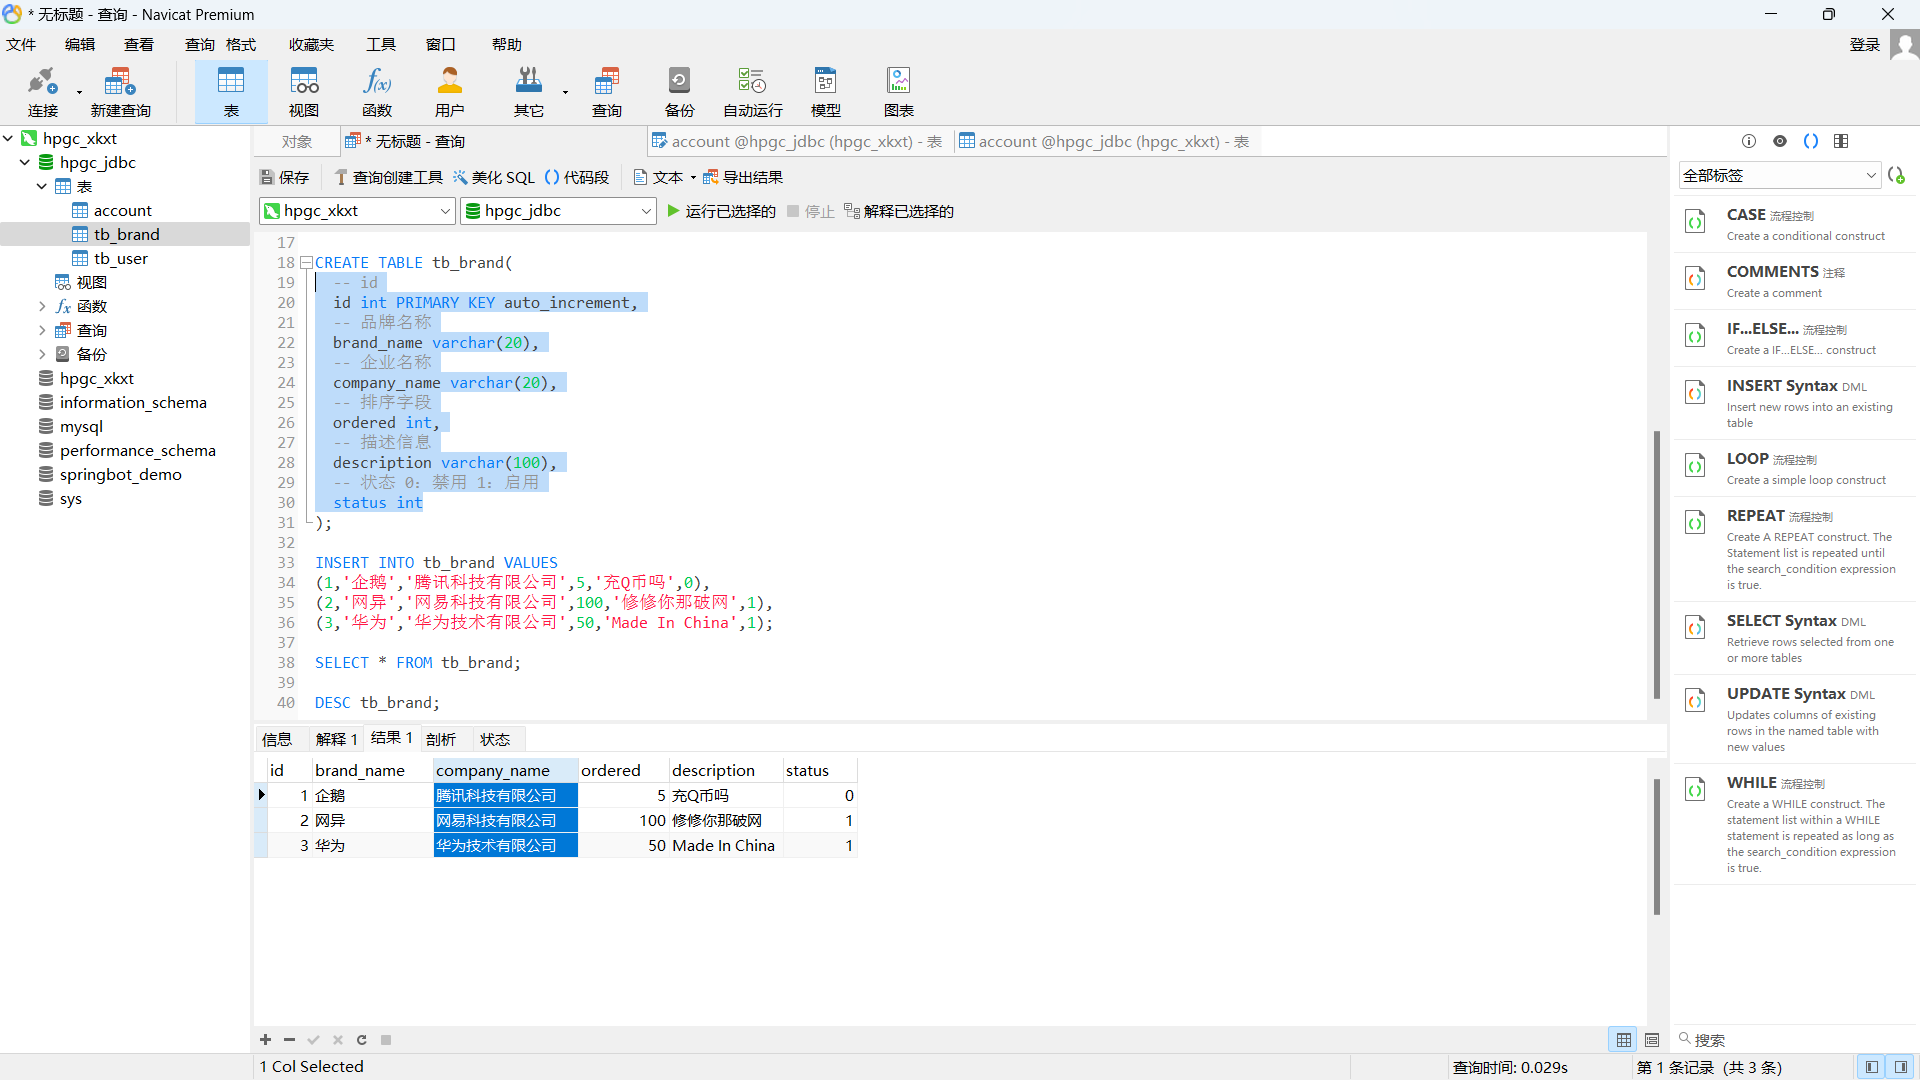 * 无标题 - 查询 - Navicat Premium
文件 编辑 查看 查询 格式 收藏夹 工具 窗口 帮助 登录
连接 新建查询 表 视图 函数 用户 其它 查询 备份 自动运行 模型 图表
hpgc_xkxt
hpgc_jdbc
表
account
tb_brand
tb_user
视图
函数
查询
备份
hpgc_xkxt
information_schema
mysql
performance_schema
springbot_demo
sys
对象 * 无标题 - 查询 account @hpgc_jdbc (hpgc_xkxt) - 表 account @hpgc_jdbc (hpgc_xkxt) - 表
保存 查询创建工具 美化 SQL 代码段 文本 导出结果
hpgc_xkxt hpgc_jdbc 运行已选择的 停止 解释已选择的
17
18 CREATE TABLE tb_brand(
19 -- id
20 id int PRIMARY KEY auto_increment,
21 -- 品牌名称
22 brand_name varchar(20),
23 -- 企业名称
24 company_name varchar(20),
25 -- 排序字段
26 ordered int,
27 -- 描述信息
28 description varchar(100),
29 -- 状态 0: 禁用 1: 启用
30 status int
31 );
32
33 INSERT INTO tb_brand VALUES
34 (1,'企鹅','腾讯科技有限公司',5,'充Q币吗',0),
35 (2,'网异','网易科技有限公司',100,'修修你那破网',1),
36 (3,'华为','华为技术有限公司',50,'Made In China',1);
37
38 SELECT * FROM tb_brand;
39
40 DESC tb_brand;
信息 解释 1 结果 1 剖析 状态
id brand_name company_name ordered description status
1 企鹅 腾讯科技有限公司 5 充Q币吗 0
2 网异 网易科技有限公司 100 修修你那破网 1
3 华为 华为技术有限公司 50 Made In China 1
全部标签
CASE 流程控制
Create a conditional construct
COMMENTS 注释
Create a comment
IF...ELSE... 流程控制
Create a IF...ELSE... construct
INSERT Syntax DML
Insert new rows into an existing
table
LOOP 流程控制
Create a simple loop construct
REPEAT 流程控制
Create A REPEAT construct. The
Statement list is repeated until
the search_condition expression
is true.
SELECT Syntax DML
Retrieve rows selected from one
or more tables
UPDATE Syntax DML
Updates columns of existing
rows in the named table with
new values
WHILE 流程控制
Create a WHILE construct. The
statement list within a WHILE
statement is repeated as long as
the search_condition expression
is true.
搜索
1 Col Selected 查询时间: 0.029s 第 1 条记录 (共 3 条)